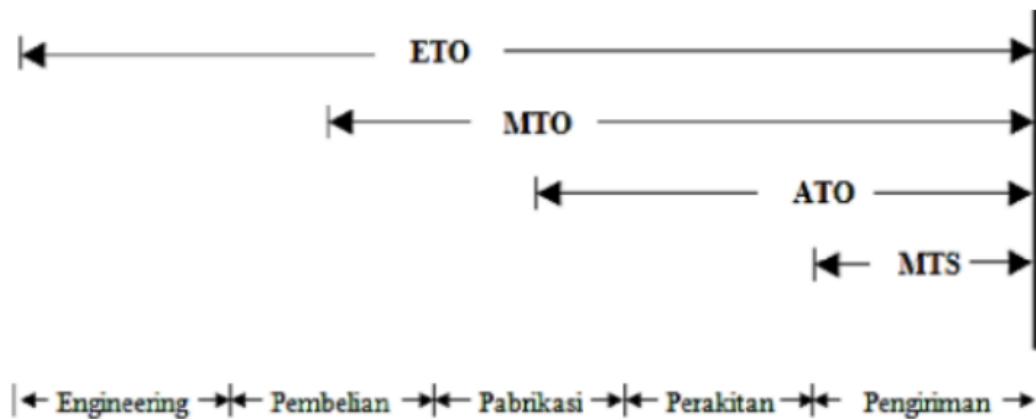 ETO
MTO
ATO
MTS
Engineering Pembelian Pabrikasi Perakitan Pengiriman